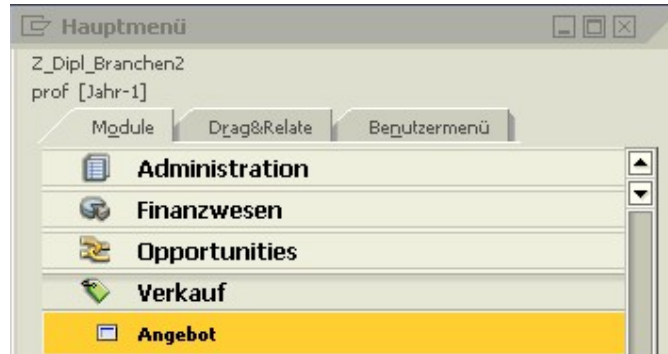 Hauptmenü
Z_Dipl_Branchen2
prof [Jahr-1]
Module Drag&Relate Benutzermenü
Administration
Finanzwesen
Opportunities
Verkauf
Angebot